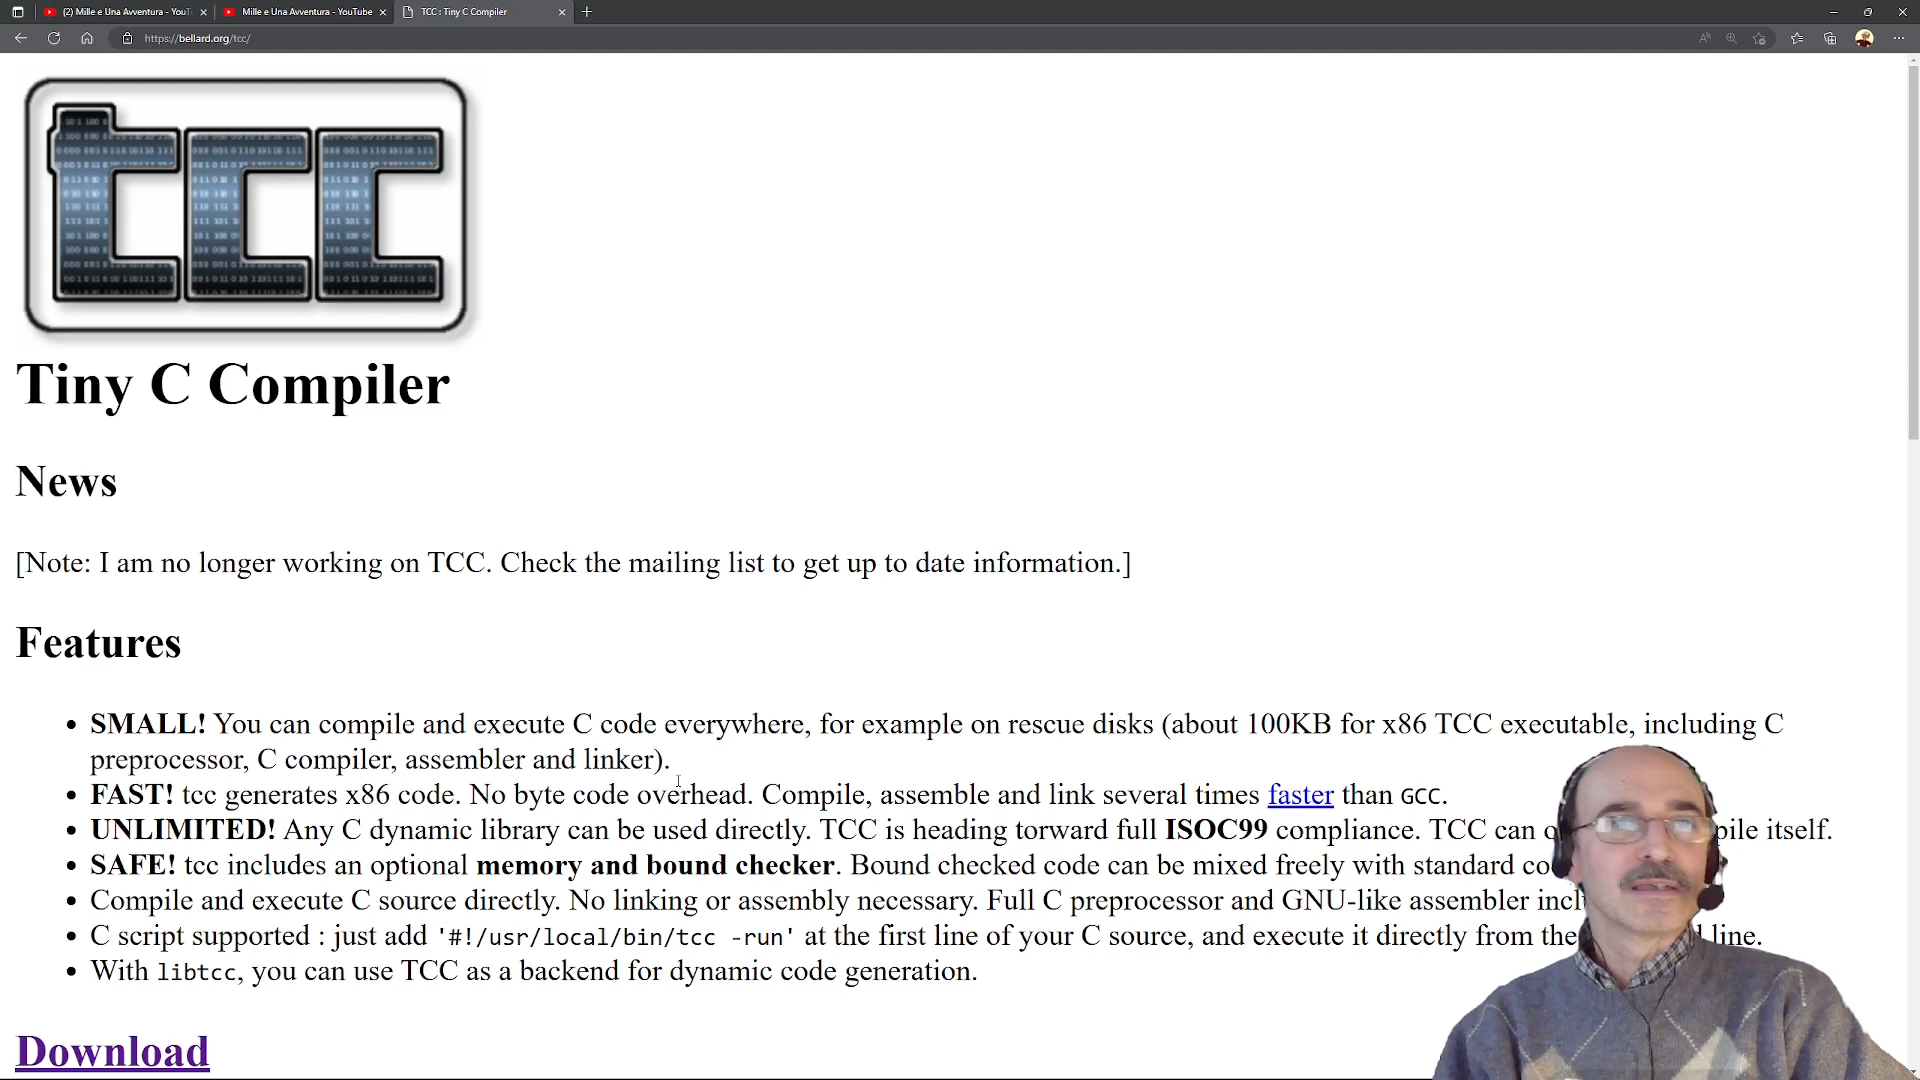 (2) Mille e Una Avventura - YouT
Mille e Una Avventura - YouTube
TCC : Tiny C Compiler
https://bellard.org/tcc/
tcc
Tiny C Compiler
News
[Note: I am no longer working on TCC. Check the mailing list to get up to date information.]
Features
• SMALL! You can compile and execute C code everywhere, for example on rescue disks (about 100KB for x86 TCC executable, including C
preprocessor, C compiler, assembler and linker).
• FAST! tcc generates x86 code. No byte code overhead. Compile, assemble and link several times faster than GCC.
• UNLIMITED! Any C dynamic library can be used directly. TCC is heading torward full ISOC99 compliance. TCC can itself.
• SAFE! tcc includes an optional memory and bound checker. Bound checked code can be mixed freely with standard
• Compile and execute C source directly. No linking or assembly necessary. Full C preprocessor and GNU-like assembler
• C script supported : just add '#!/usr/local/bin/tcc -run' at the first line of your C source, and execute it directly from the line.
• With libtcc, you can use TCC as a backend for dynamic code generation.
Download